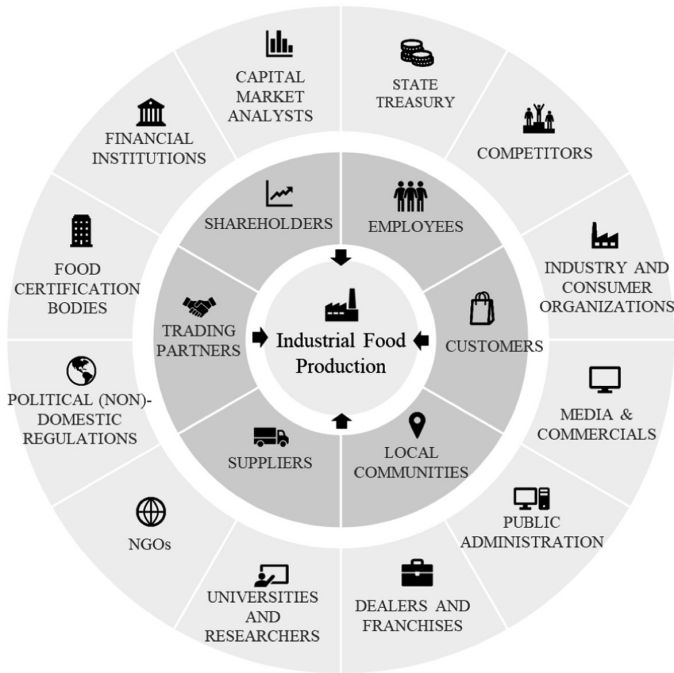 CAPITAL
MARKET
ANALYSTS
STATE
TREASURY
COMPETITORS
INDUSTRY AND
CONSUMER
ORGANIZATIONS
MEDIA &
COMMERCIALS
PUBLIC
ADMINISTRATION
DEALERS AND
FRANCHISES
UNIVERSITIES
AND
RESEARCHERS
NGOs
POLITICAL (NON)-
DOMESTIC
REGULATIONS
FOOD
CERTIFICATION
BODIES
FINANCIAL
INSTITUTIONS
SHAREHOLDERS
EMPLOYEES
CUSTOMERS
LOCAL
COMMUNITIES
SUPPLIERS
TRADING
PARTNERS
Industrial Food
Production